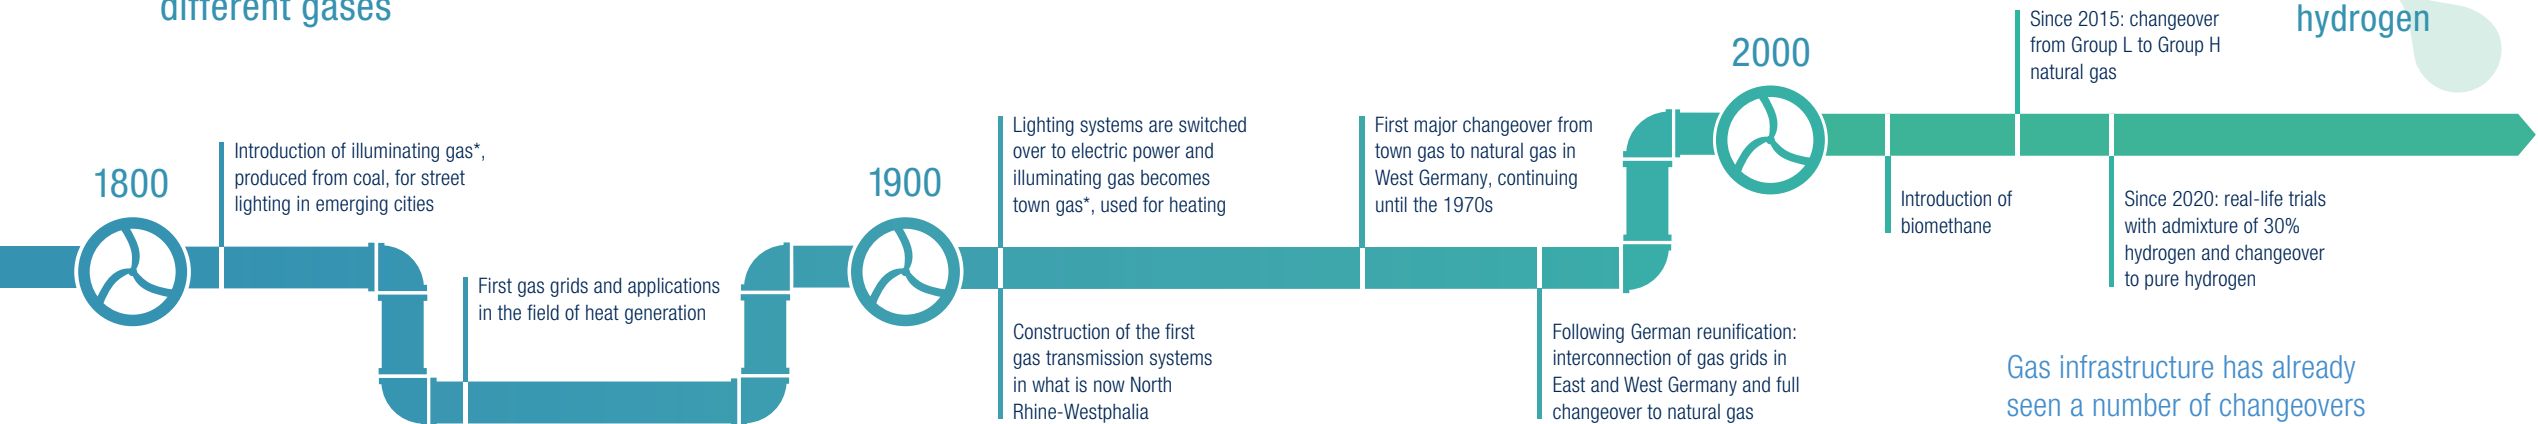 different gases
1800
Introduction of illuminating gas*,
produced from coal, for street
lighting in emerging cities
First gas grids and applications
in the field of heat generation
1900
Lighting systems are switched
over to electric power and
illuminating gas becomes
town gas*, used for heating
Construction of the first
gas transmission systems
in what is now North
Rhine-Westphalia
First major changeover from
town gas to natural gas in
West Germany, continuing
until the 1970s
Following German reunification:
interconnection of gas grids in
East and West Germany and full
changeover to natural gas
2000
Introduction of
biomethane
Since 2015: changeover
from Group L to Group H
natural gas
Since 2020: real-life trials
with admixture of 30%
hydrogen and changeover
to pure hydrogen
hydrogen
Gas infrastructure has already
seen a number of changeovers